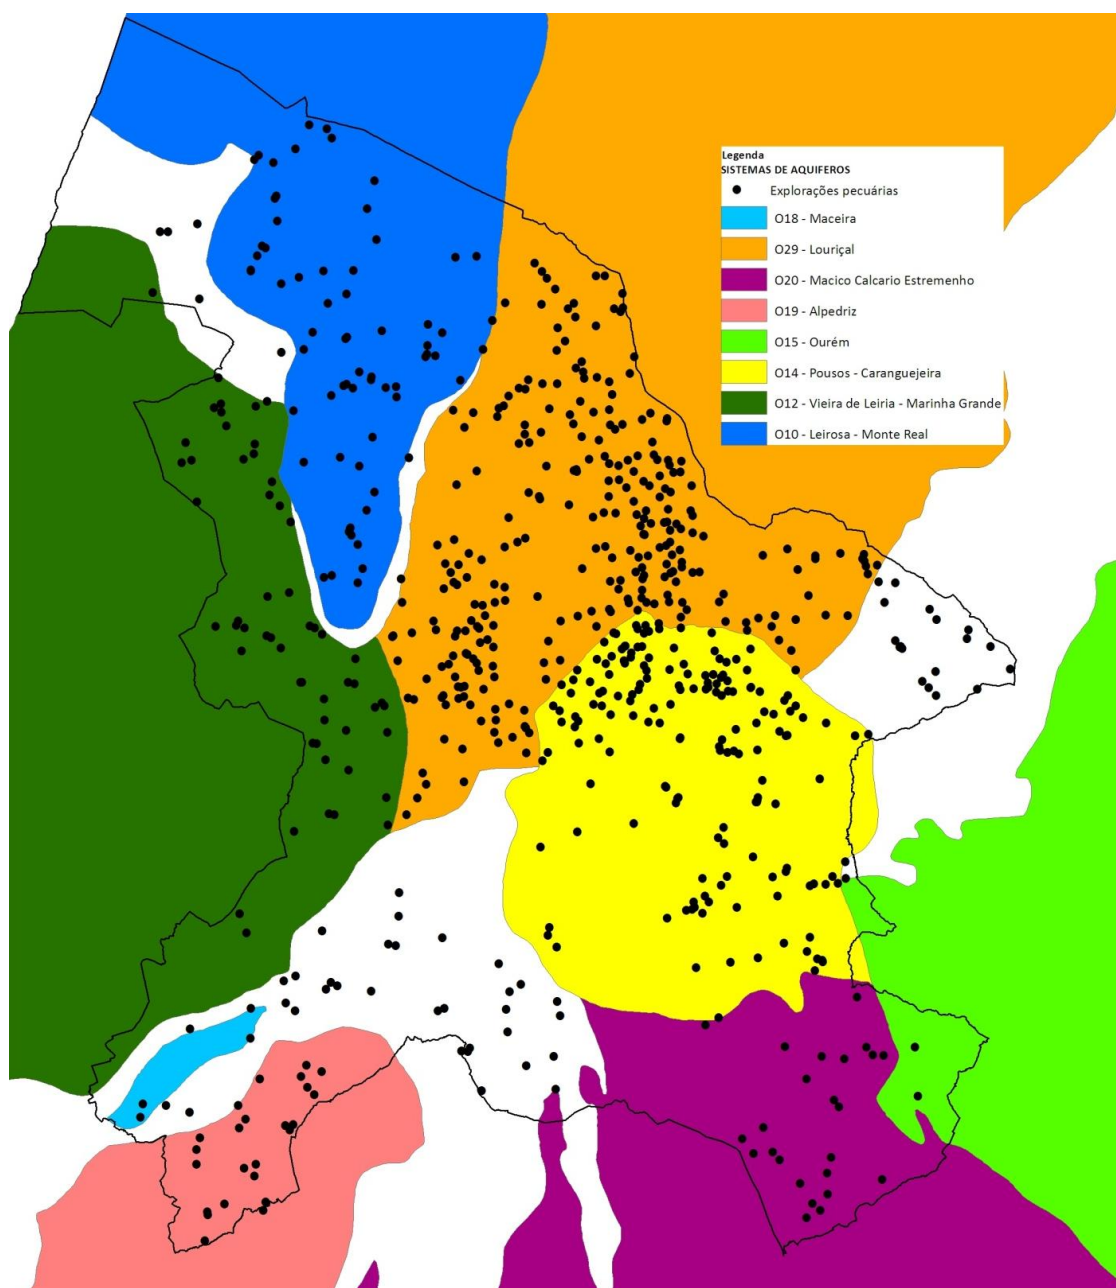 Legenda
SISTEMAS DE AQUIFEROS
Explorações pecuárias
O18 - Maceira
O29 - Louriçal
O20 - Macico Calcario Estremenho
O19 - Alpedriz
O15 - Ourém
O14 - Pousos - Caranguejeira
O12 - Vieira de Leiria - Marinha Grande
O10 - Leirosa - Monte Real